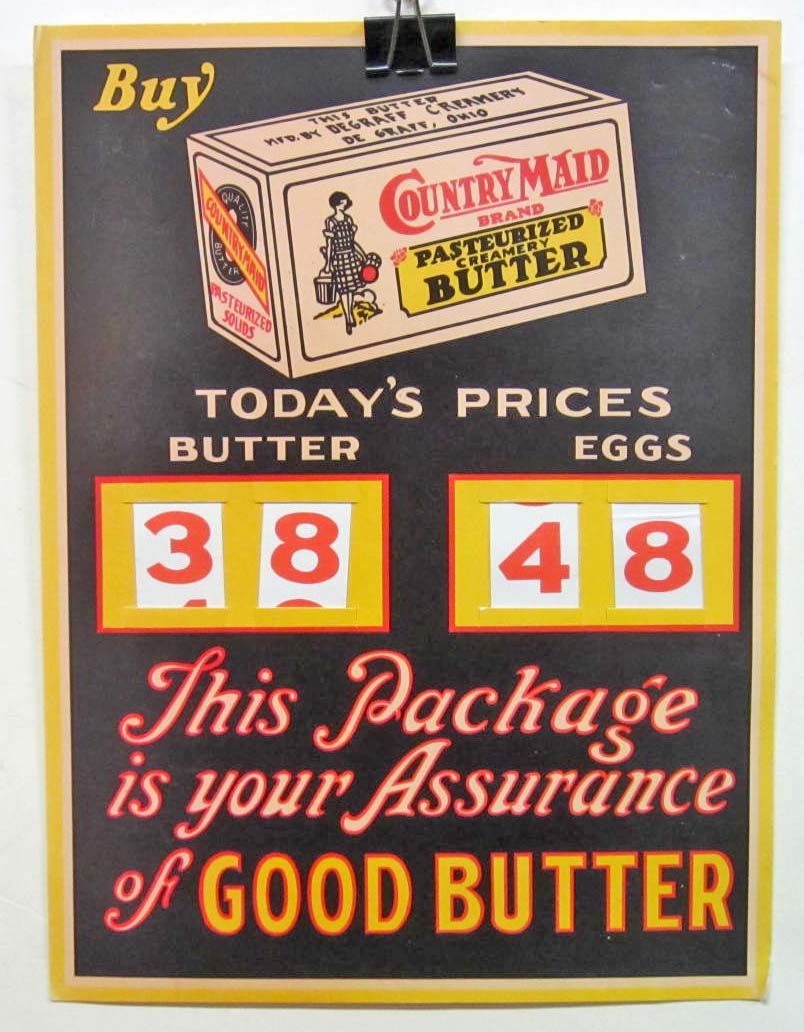 Buy
THIS BUTTER
MFD. BY DEGRAFF CREAMERY
DE GRAFF, OHIO
QUALITY
COUNTRY MAID
BUTTER
PASTEURIZED
SOLIDS
COUNTRY MAID
BRAND
PASTEURIZED
CREAMERY
BUTTER
TODAY'S PRICES
BUTTER EGGS
38 48
This Package
is your Assurance
of GOOD BUTTER